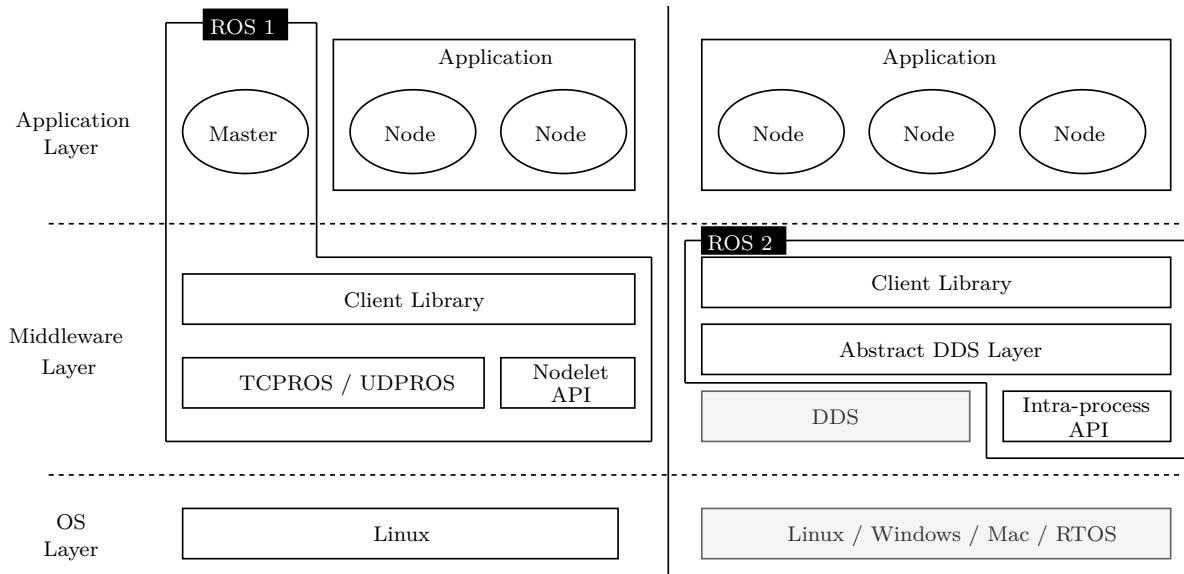 ROS 1
Application
Application
Application
Layer
Master
Node
Node
Node
Node
Node
ROS 2
Client Library
Client Library
Middleware
Layer
Abstract DDS Layer
TCPROS / UDPROS
Nodelet
API
DDS
Intra-process
API
OS
Layer
Linux
Linux / Windows / Mac / RTOS